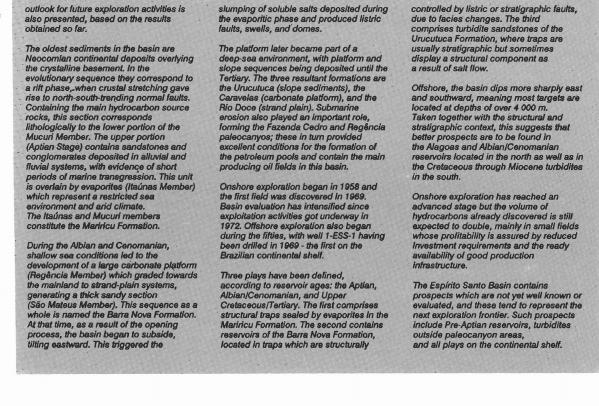 outlook for future exploration activities is
also presented, based on the results
obtained so far.
The oldest sediments in the basin are
Neocomian continental deposits overlying
the crystalline basement. In the
evolutionary sequence they correspond to
a rift phase, when crustal stretching gave
rise to north-south-trending normal faults.
Containing the main hydrocarbon source
rocks, this section corresponds
lithologically to the lower portion of the
Mucuri Member. The upper portion
(Aptian Stage) contains sandstones and
conglomerates deposited in alluvial and
fluvial systems, with evidence of short
periods of marine transgression. This unit
is overlain by evaporites (Itaúnas Member)
which represent a restricted sea
environment and arid climate.
The Itaúnas and Mucuri members
constitute the Mariricu Formation.
During the Albian and Cenomanian,
shallow sea conditions led to the
development of a large carbonate platform
(Regência Member) which graded towards
the mainland to strand-plain systems,
generating a thick sandy section
(São Mateus Member). This sequence as a
whole is named the Barra Nova Formation.
At that time, as a result of the opening
process, the basin began to subside,
tilting eastward. This triggered the
slumping of soluble salts deposited during
the evaporitic phase and produced listric
faults, swells, and domes.
The platform later became part of a
deep-sea environment, with platform and
slope sequences being deposited until the
Tertiary. The three resultant formations are
the Urucutuca (slope sediments), the
Caravelas (carbonate platform), and the
Rio Doce (strand plain). Submarine
erosion also played an important role,
forming the Fazenda Cedro and Regência
paleocanyos; these in turn provided
excellent conditions for the formation of
the petroleum pools and contain the main
producing oil fields in this basin.
Onshore exploration began in 1958 and
the first field was discovered in 1969.
Basin evaluation has intensified since
exploitation activities got underway in
1972. Offshore exploration also began
during the fifties, with well 1-ESS-1 having
been drilled in 1969 - the first on the
Brazilian continental shelf.
Three plays have been defined,
according to reservoir ages: the Aptian,
Albian/Cenomanian, and Upper
Cretaceous/Tertiary. The first comprises
structural traps sealed by evaporites in the
Mariricu Formation. The second contains
reservoirs of the Barra Nova Formation,
located in traps which are structurally
controlled by listric or stratigraphic faults,
due to facies changes. The third
comprises turbidite sandstones of the
Urucutuca Formation, where traps are
usually stratigraphic but sometimes
display a structural component as
a result of salt flow.
Offshore, the basin dips more sharply east
and southward, meaning most targets are
located at depths of over 4 000 m.
Taken together with the structural and
stratigraphic context, this suggests that
better prospects are to be found in
the Alagoas and Albian/Cenomanian
reservoirs located in the north as well as in
the Cretaceous through Miocene turbidites
in the south.
Onshore exploration has reached an
advanced stage but the volume of
hydrocarbons already discovered is still
expected to double, mainly in small fields
whose profitability is assured by reduced
investment requirements and the ready
availability of good production
infrastructure.
The Espírito Santo Basin contains
prospects which are not yet well known or
evaluated, and these tend to represent the
next exploration frontier. Such prospects
include Pre-Aptian reservoirs, turbidites
outside paleocanyon areas,
and all plays on the continental shelf.